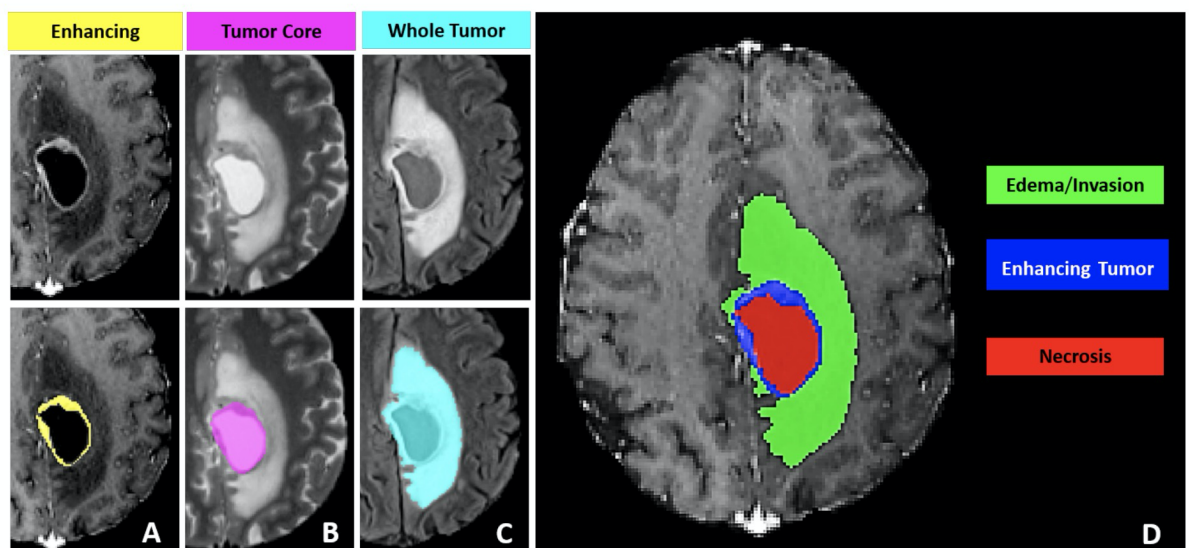 Enhancing
Tumor Core
Whole Tumor
A
B
C
Edema/Invasion
Enhancing Tumor
Necrosis
D